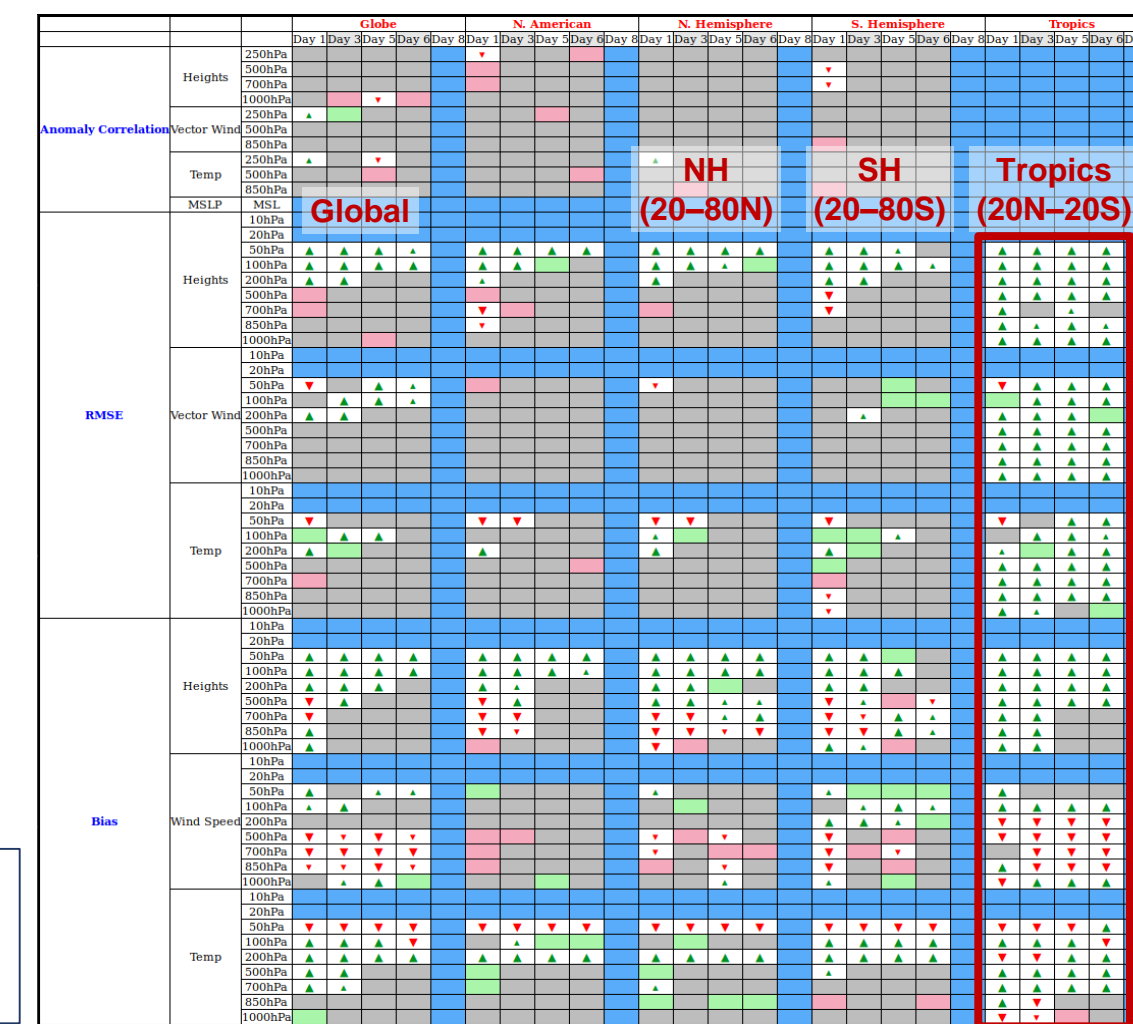 Globe N. American N. Hemisphere S. Hemisphere Tropics
Day 1 Day 3 Day 5 Day 6 Day 8 Day 1 Day 3 Day 5 Day 6 Day 8 Day 1 Day 3 Day 5 Day 6 Day 8 Day 1 Day 3 Day 5 Day 6 Day 8 Day 1 Day 3 Day 5 Day 6 D
Anomaly Correlation
Heights
250hPa
500hPa
700hPa
1000hPa
Vector Wind
250hPa
500hPa
850hPa
Temp
250hPa
500hPa
850hPa
MSLP MSL
Global
NH
(20–80N)
SH
(20–80S)
Tropics
(20N–20S)
RMSE
Heights
10hPa
20hPa
50hPa
100hPa
200hPa
500hPa
700hPa
850hPa
1000hPa
Vector Wind
10hPa
20hPa
50hPa
100hPa
200hPa
500hPa
700hPa
850hPa
1000hPa
Temp
10hPa
20hPa
50hPa
100hPa
200hPa
500hPa
700hPa
850hPa
1000hPa
Bias
Heights
10hPa
20hPa
50hPa
100hPa
200hPa
500hPa
700hPa
850hPa
1000hPa
Wind Speed
10hPa
20hPa
50hPa
100hPa
200hPa
500hPa
700hPa
850hPa
1000hPa
Temp
10hPa
20hPa
50hPa
100hPa
200hPa
500hPa
700hPa
850hPa
1000hPa